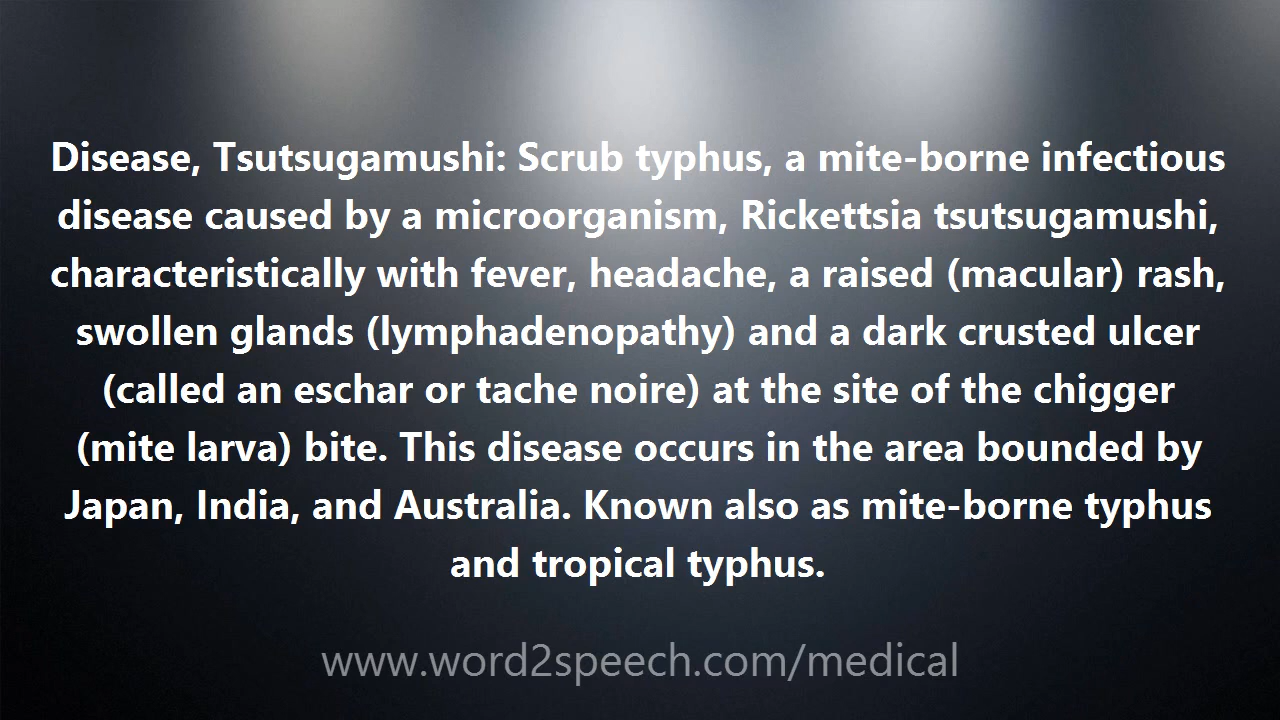 Disease, Tsutsugamushi: Scrub typhus, a mite-borne infectious
disease caused by a microorganism, Rickettsia tsutsugamushi,
characteristically with fever, headache, a raised (macular) rash,
swollen glands (lymphadenopathy) and a dark crusted ulcer
(called an eschar or tache noire) at the site of the chigger
(mite larva) bite. This disease occurs in the area bounded by
Japan, India, and Australia. Known also as mite-borne typhus
and tropical typhus.
www.word2speech.com/medical